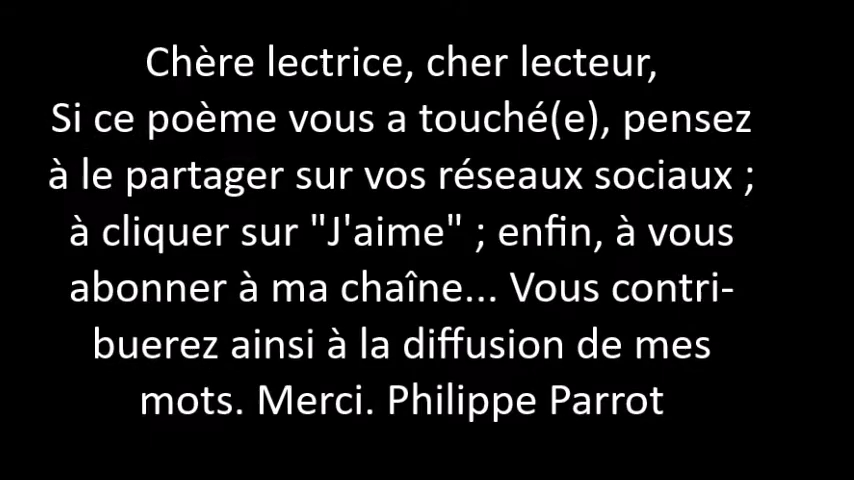 Chère lectrice, cher lecteur,
Si ce poème vous a touché(e), pensez
à le partager sur vos réseaux sociaux ;
à cliquer sur "J'aime" ; enfin, à vous
abonner à ma chaîne... Vous contri-
buerez ainsi à la diffusion de mes
mots. Merci. Philippe Parrot